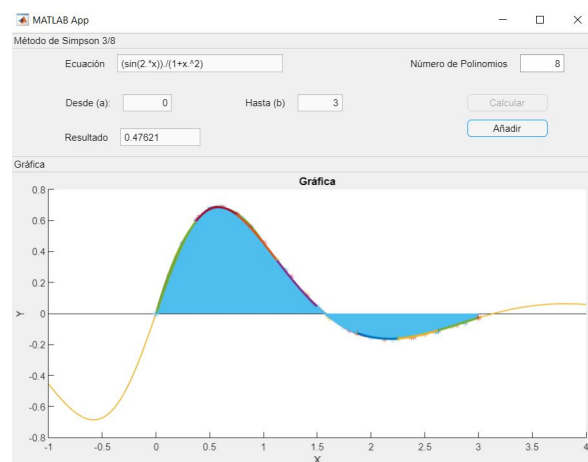 MATLAB App
Método de Simpson 3/8
Ecuación (sin(2.*x))./(1+x.^2) Número de Polinomios 8
Desde (a): 0 Hasta (b) 3 Calcular
Añadir
Resultado 0.47621
Gráfica
Gráfica
0.8
0.6
0.4
0.2
0
-0.2
-0.4
-0.6
-0.8
Y
-1 -0.5 0 0.5 1 1.5 2 2.5 3 3.5 4
X